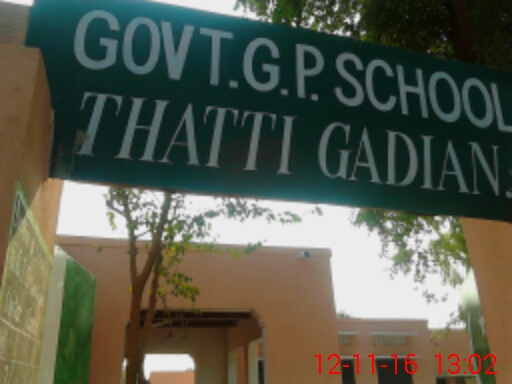 GOVT.G.P. SCHOOL
THATTI GADIAN.
12-11-16 13:02